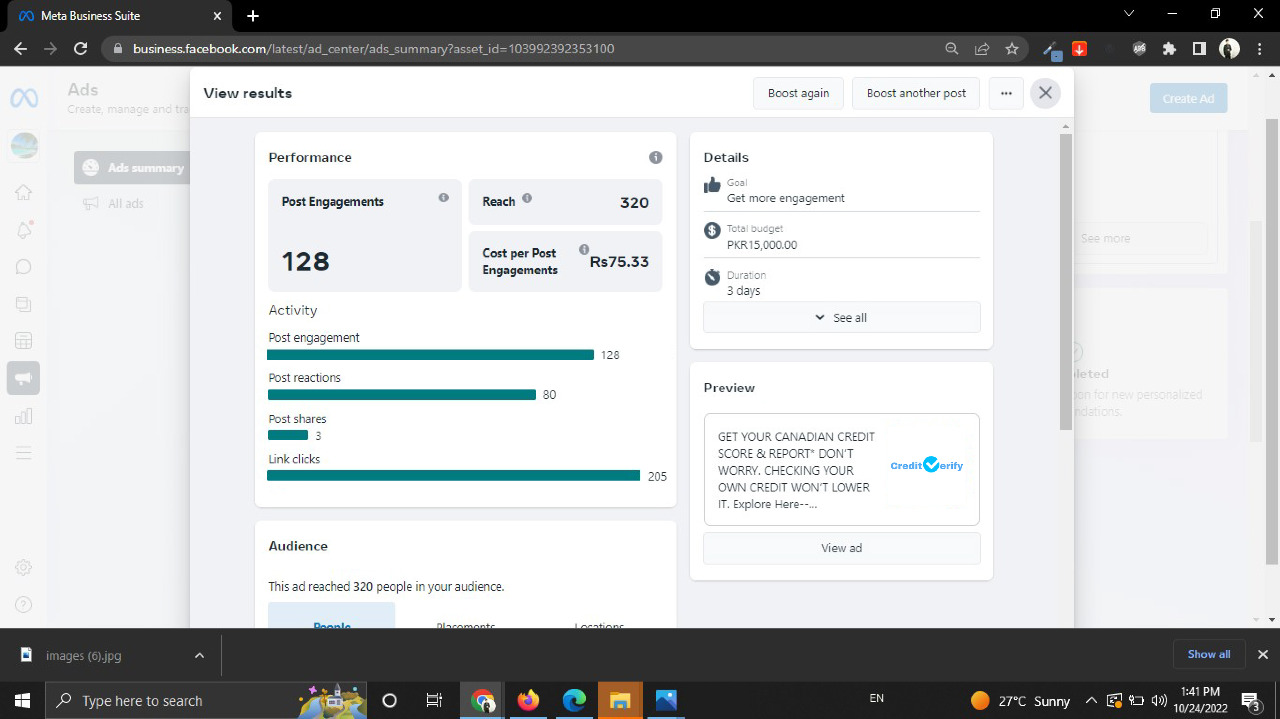 Meta Business Suite
business.facebook.com/latest/ad_center/ads_summary?asset_id=103992392353100
Ads
Create, manage and tra
View results
Boost again
Boost another post
Create Ad
Ads summary
All ads
Performance
Post Engagements
128
Reach
320
Cost per Post
Engagements
Rs75.33
Activity
Post engagement
128
Post reactions
80
Post shares
3
Link clicks
205
Audience
This ad reached 320 people in your audience.
People
Placements
Locations
Details
Goal
Get more engagement
Total budget
PKR15,000.00
Duration
3 days
See all
Preview
GET YOUR CANADIAN CREDIT
SCORE & REPORT* DON'T
WORRY. CHECKING YOUR
OWN CREDIT WON'T LOWER
IT. Explore Here--...
Credit Verify
View ad
See more
leted
on for new personalized
ndations.
images (6).jpg
Show all
Type here to search
EN
27°C Sunny
1:41 PM
10/24/2022
3